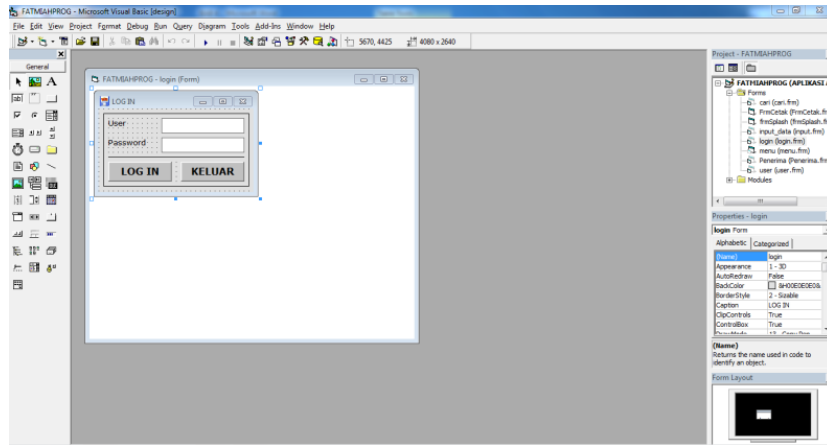 FATMIAHPROG - Microsoft Visual Basic [design]
File Edit View Project Format Debug Run Query Diagram Tools Add-Ins Window Help
5670, 4425 4080 x 2640
General
FATMIAHPROG - login (Form)
LOG IN
User
Password
LOG IN KELUAR
Project - FATMIAHPROG
FATMIAHPROG (APLIKASI
Forms
cari (cari.frm)
FrmCetak (FrmCetak.fr
frmSplash (frmSplash.fr
input_data (input.frm)
login (login.frm)
menu (menu.frm)
Penerima (Penerima.frm
user (user.frm)
Modules
Properties - login
login Form
Alphabetic Categorized
(Name) login
Appearance 1 - 3D
AutoRedraw False
BackColor &H00E0E0E0&
BorderStyle 2 - Sizable
Caption LOG IN
ClipControls True
ControlBox True
DrawMode 13 - Copy Pen
(Name)
Returns the name used in code to
identify an object.
Form Layout